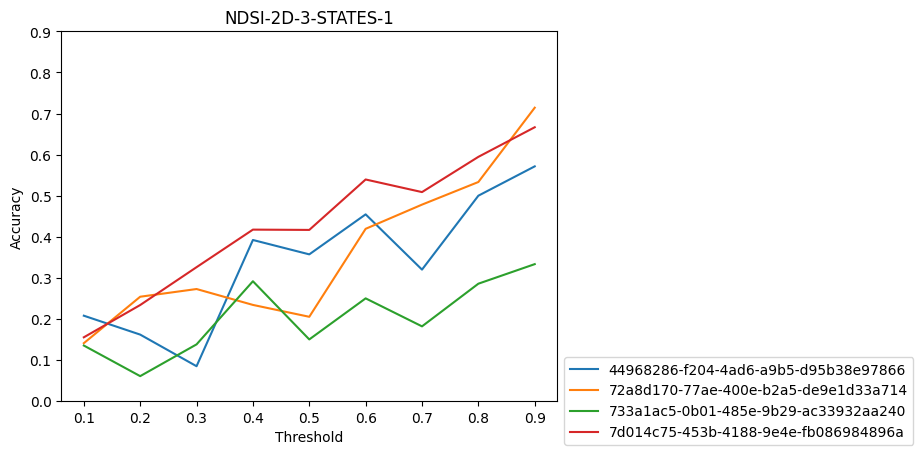 NDSI-2D-3-STATES-1
Accuracy
0.9
0.8
0.7
0.6
0.5
0.4
0.3
0.2
0.1
0.0
0.1 0.2 0.3 0.4 0.5 0.6 0.7 0.8 0.9
Threshold
44968286-f204-4ad6-a9b5-d95b38e97866
72a8d170-77ae-400e-b2a5-de9e1d33a714
733a1ac5-0b01-485e-9b29-ac33932aa240
7d014c75-453b-4188-9e4e-fb086984896a